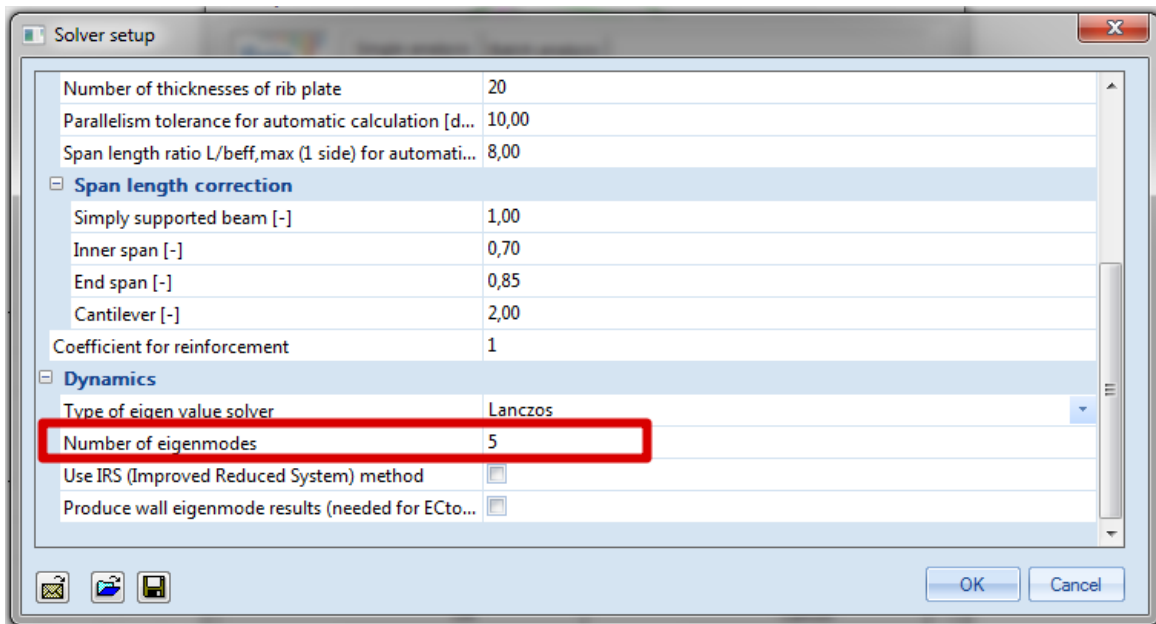 Solver setup
Number of thicknesses of rib plate 20
Parallelism tolerance for automatic calculation [d... 10,00
Span length ratio L/beff,max (1 side) for automati... 8,00
Span length correction
Simply supported beam [-] 1,00
Inner span [-] 0,70
End span [-] 0,85
Cantilever [-] 2,00
Coefficient for reinforcement 1
Dynamics
Type of eigen value solver Lanczos
Number of eigenmodes 5
Use IRS (Improved Reduced System) method
Produce wall eigenmode results (needed for ECto...
OK Cancel